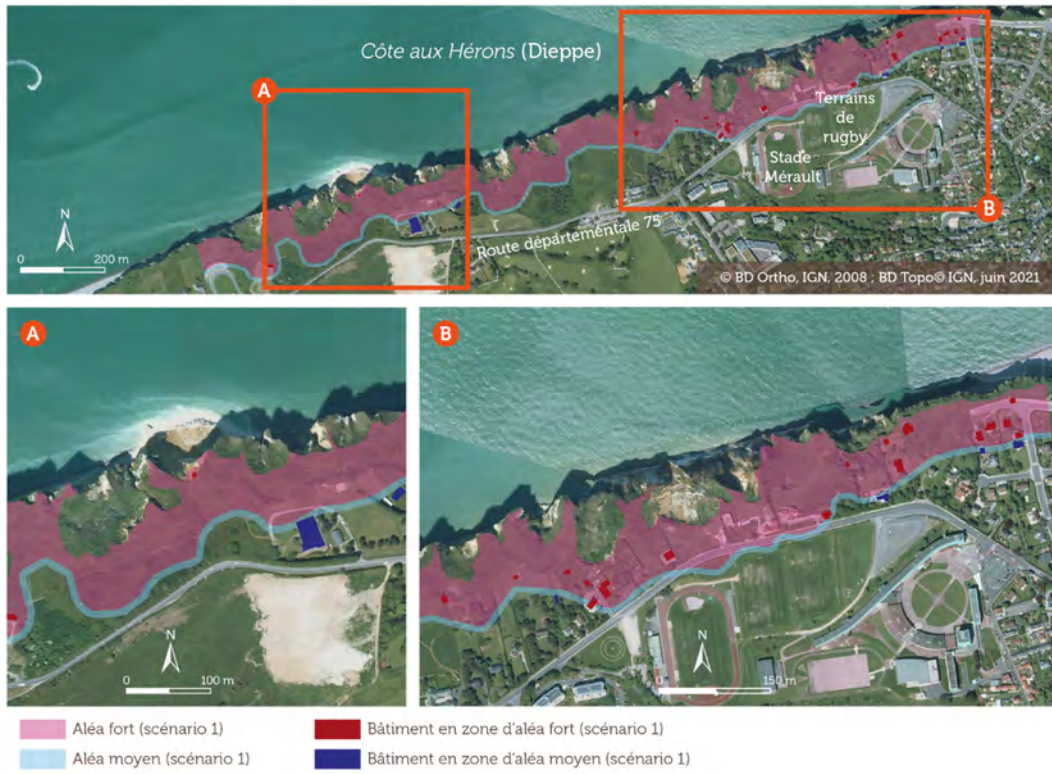 Côte aux Hérons (Dieppe)
A
Terrains
de
rugby
Stade
Mérault
B
N
0 200 m
Route départementale 75
© BD Ortho, IGN, 2008 ; BD Topo© IGN, juin 2021
A
N
0 100 m
B
N
0 150 m
Aléa fort (scénario 1)
Bâtiment en zone d'aléa fort (scénario 1)
Aléa moyen (scénario 1)
Bâtiment en zone d'aléa moyen (scénario 1)